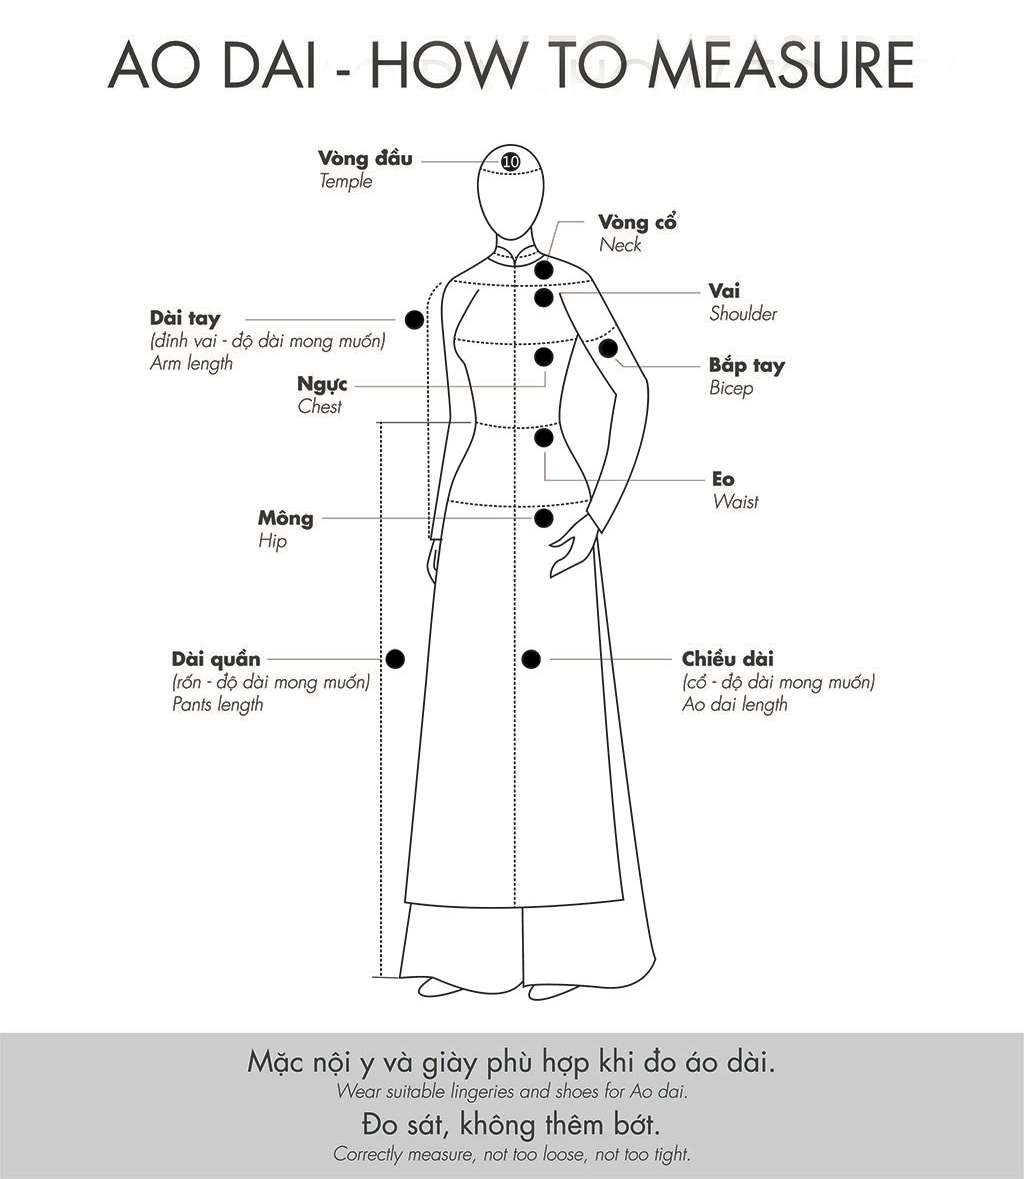 AO DAI - HOW TO MEASURE
Vòng đầu
Temple
10
Vòng cổ
Neck
Vai
Shoulder
Dài tay
(đỉnh vai - độ dài mong muốn)
Arm length
Bắp tay
Bicep
Ngực
Chest
Eo
Waist
Mông
Hip
Dài quần
(rốn - độ dài mong muốn)
Pants length
Chiều dài
(cổ - độ dài mong muốn)
Ao dai length
Mặc nội y và giày phù hợp khi đo áo dài.
Wear suitable lingeries and shoes for Ao dai.
Đo sát, không thêm bớt.
Correctly measure, not too loose, not too tight.